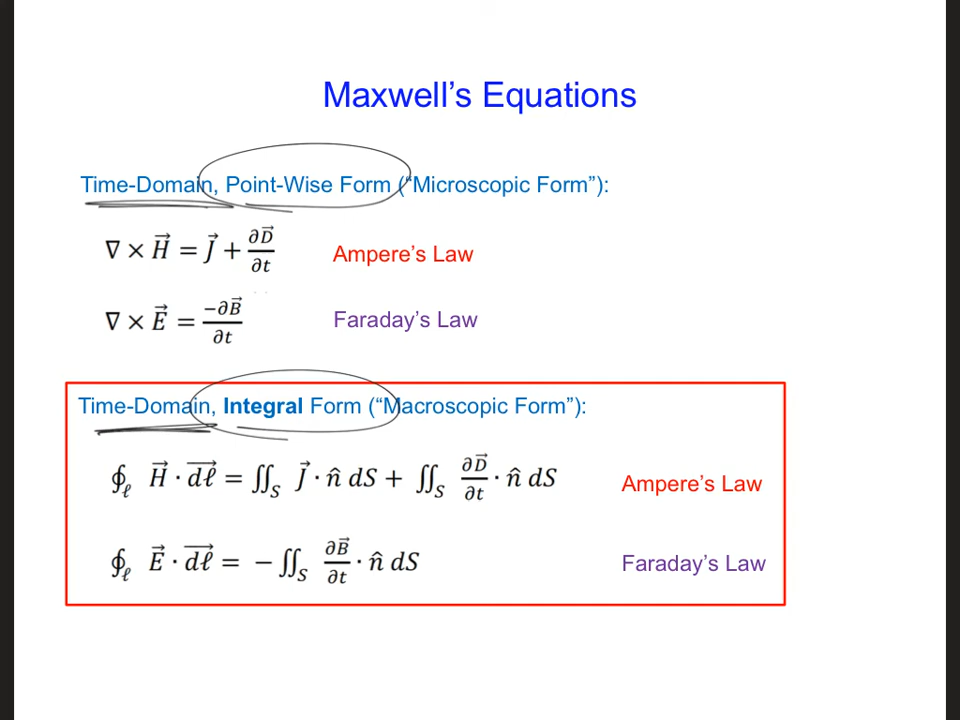 Maxwell's Equations
Time-Domain, Point-Wise Form ("Microscopic Form"):
∇ × H⃗ = J⃗ + ∂D⃗/∂t Ampere's Law
∇ × E⃗ = −∂B⃗/∂t Faraday's Law
Time-Domain, Integral Form ("Macroscopic Form"):
∮ℓ H⃗ · dℓ⃗ = ∬S J⃗ · n̂ dS + ∬S ∂D⃗/∂t · n̂ dS Ampere's Law
∮ℓ E⃗ · dℓ⃗ = − ∬S ∂B⃗/∂t · n̂ dS Faraday's Law